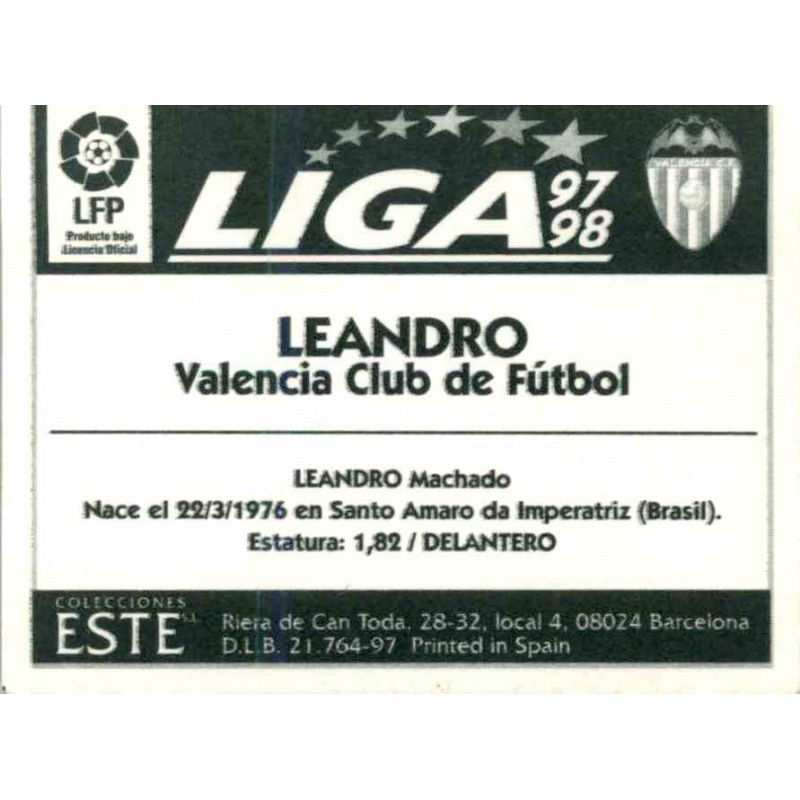 LFP
Producto bajo
Licencia Oficial
LIGA 97 98
VALENCIA C.F.
LEANDRO
Valencia Club de Fútbol
LEANDRO Machado
Nace el 22/3/1976 en Santo Amaro da Imperatriz (Brasil).
Estatura: 1,82 / DELANTERO
COLECCIONES
ESTE S.L.
Riera de Can Toda, 28-32, local 4, 08024 Barcelona
D.L.B. 21.764-97 Printed in Spain